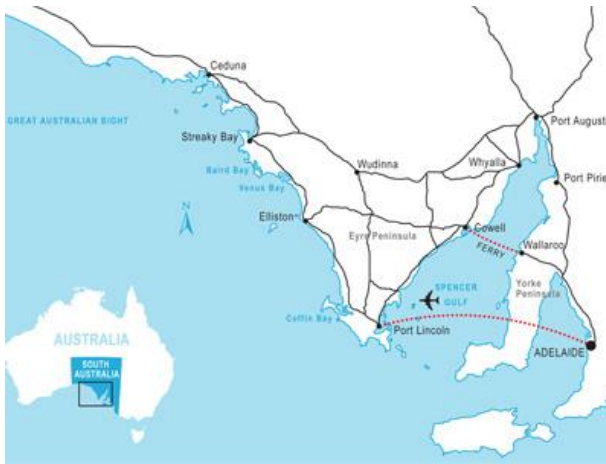 Ceduna
GREAT AUSTRALIAN BIGHT
Port August
Streaky Bay
Wudinna
Whyalla
Baird Bay
Port Pirie
Venus Bay
N
Elliston
Cowell
Eyre Peninsula
FERRY
Wallaroo
SPENCER
GULF
Yorke
Peninsula
Coffin Bay
Port Lincoln
AUSTRALIA
ADELAIDE
SOUTH
AUSTRALIA